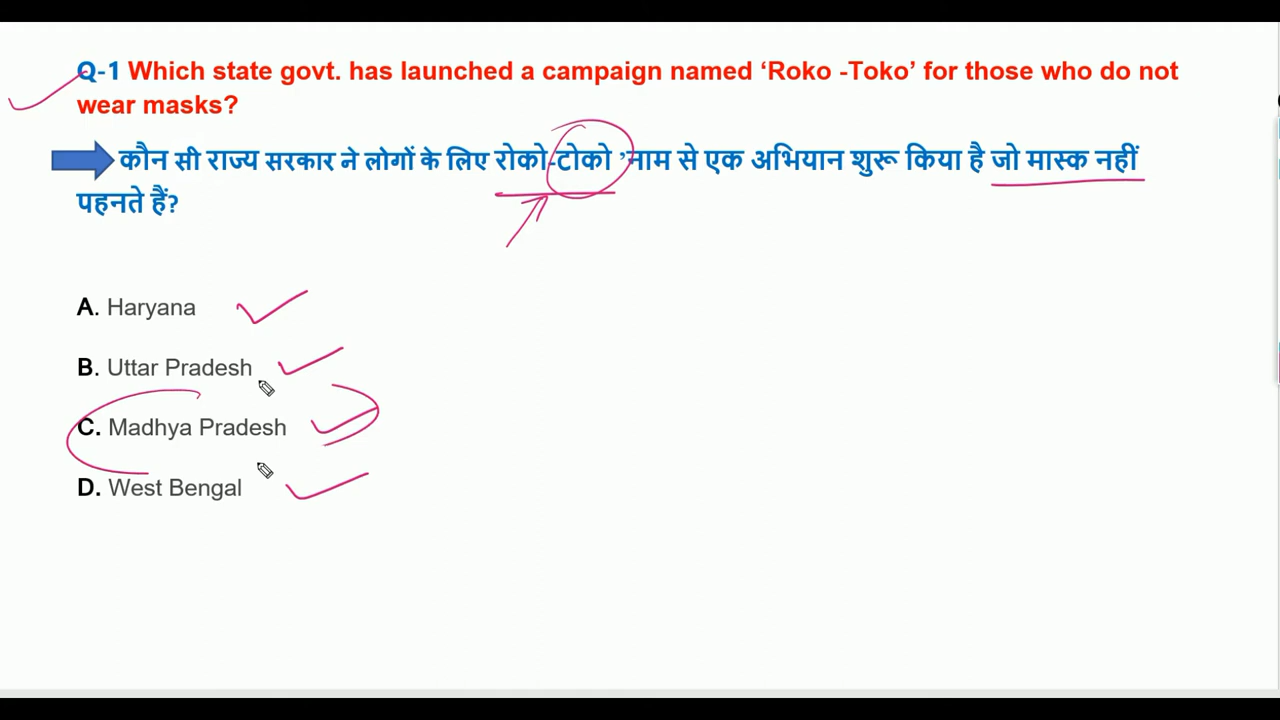 Q-1 Which state govt. has launched a campaign named ‘Roko -Toko’ for those who do not
wear masks?
कौन सी राज्य सरकार ने लोगों के लिए रोको-टोको ’नाम से एक अभियान शुरू किया है जो मास्क नहीं
पहनते हैं?
A. Haryana
B. Uttar Pradesh
C. Madhya Pradesh
D. West Bengal